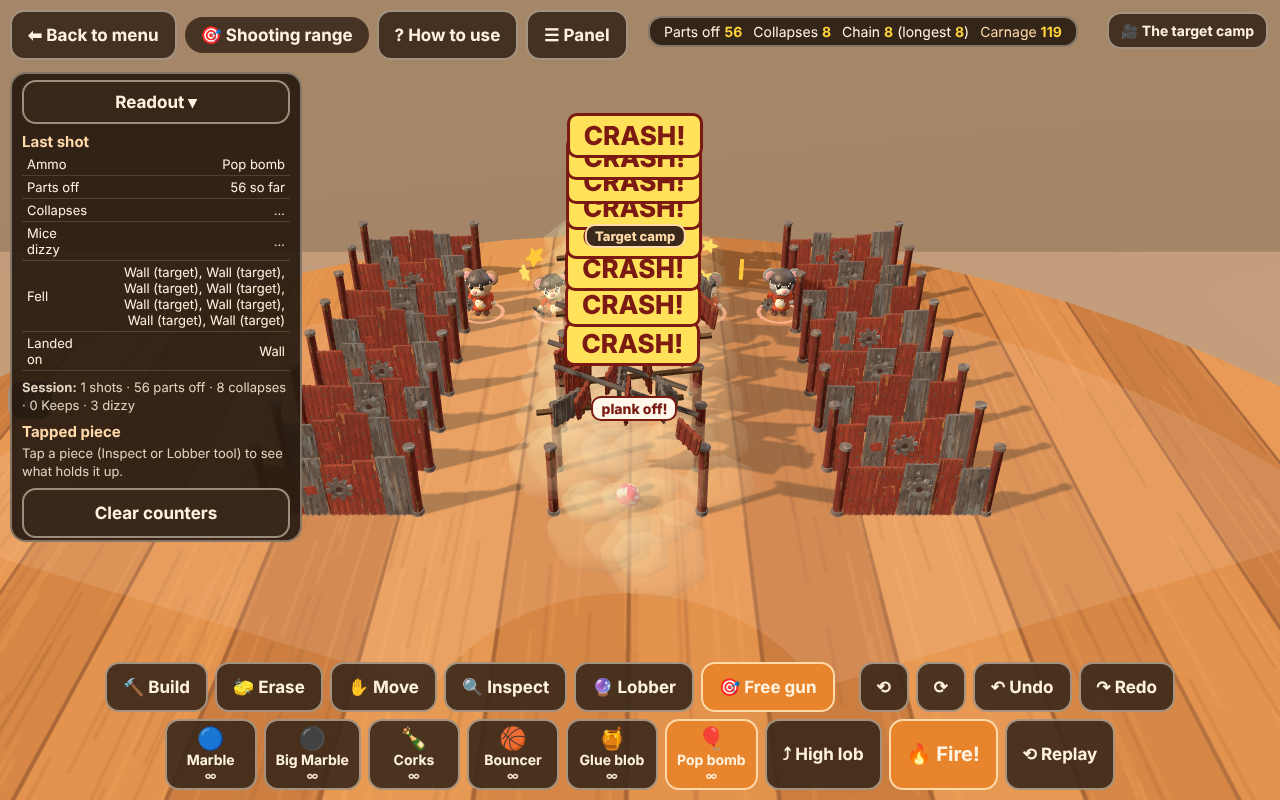 ⬅ Back to menu
🎯 Shooting range
? How to use
☰ Panel
Parts off 56 Collapses 8 Chain 8 (longest 8) Carnage 119
🎥 The target camp
Readout ▾
Last shot
Ammo Pop bomb
Parts off 56 so far
Collapses ...
Mice
dizzy ...
Fell Wall (target), Wall (target),
Wall (target), Wall (target),
Wall (target), Wall (target),
Wall (target), Wall (target)
Landed
on Wall
Session: 1 shots · 56 parts off · 8 collapses
· 0 Keeps · 3 dizzy
Tapped piece
Tap a piece (Inspect or Lobber tool) to see
what holds it up.
Clear counters
CRASH!
CRASH!
CRASH!
CRASH!
Target camp
CRASH!
CRASH!
CRASH!
plank off!
🔨 Build
🧽 Erase
✋ Move
🔍 Inspect
🔮 Lobber
🎯 Free gun
⟲
⟳
↶ Undo
↷ Redo
Marble
∞
Big Marble
∞
Corks
∞
Bouncer
∞
Glue blob
∞
Pop bomb
∞
⤴ High lob
🔥 Fire!
⟲ Replay